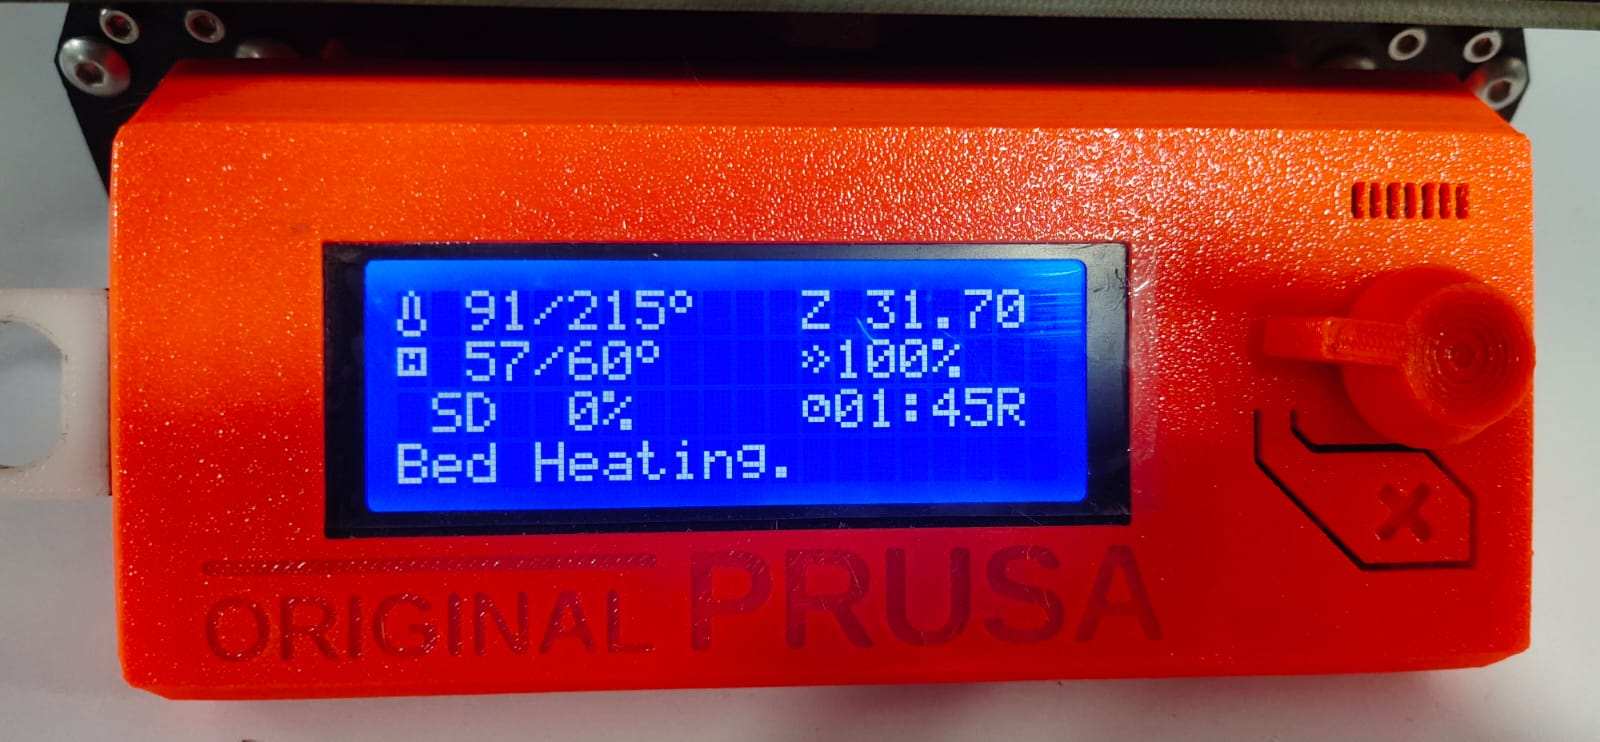 91/215° Z 31.70
57/60° 100%
SD 0% 01:45R
Bed Heating.
ORIGINAL PRUSA